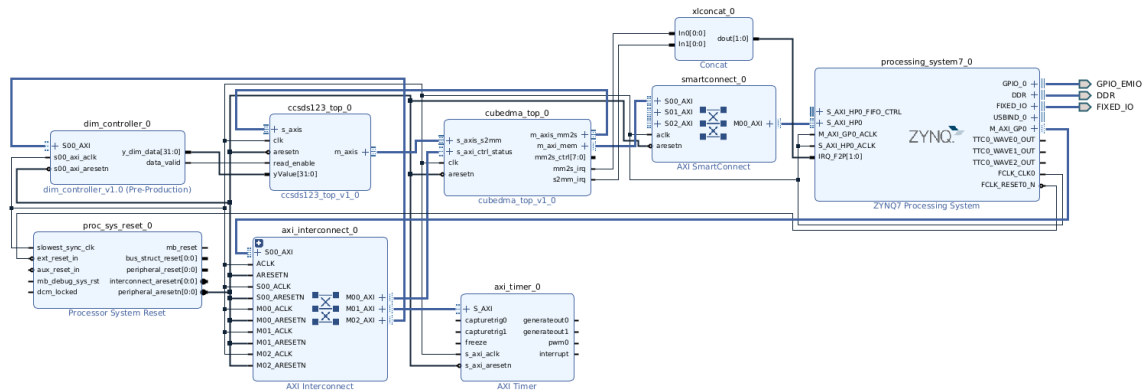 xlconcat_0
In0[0:0]
In1[0:0]
dout[1:0]
Concat
processing_system7_0
S_AXI_HP0_FIFO_CTRL
S_AXI_HP0
M_AXI_GP0_ACLK
S_AXI_HP0_ACLK
IRQ_F2P[1:0]
ZYNQ
GPIO_0
DDR
FIXED_IO
USBIND_0
M_AXI_GP0
TTC0_WAVE0_OUT
TTC0_WAVE1_OUT
TTC0_WAVE2_OUT
FCLK_CLK0
FCLK_RESET0_N
ZYNQ7 Processing System
GPIO_EMIO
DDR
FIXED_IO
smartconnect_0
S00_AXI
S01_AXI
S02_AXI
aclk
aresetn
M00_AXI
AXI SmartConnect
ccsds123_top_0
s_axis
clk
aresetn
read_enable
yValue[31:0]
m_axis
ccsds123_top_v1_0
cubedma_top_0
s_axis_s2mm
s_axi_ctrl_status
clk
aresetn
m_axis_mm2s
m_axi_mem
mm2s_ctrl[7:0]
mm2s_irq
s2mm_irq
cubedma_top_v1_0
dim_controller_0
S00_AXI
s00_axi_aclk
s00_axi_aresetn
y_dim_data[31:0]
data_valid
dim_controller_v1.0 (Pre-Production)
proc_sys_reset_0
slowest_sync_clk
ext_reset_in
aux_reset_in
mb_debug_sys_rst
dcm_locked
mb_reset
bus_struct_reset[0:0]
peripheral_reset[0:0]
interconnect_aresetn[0:0]
peripheral_aresetn[0:0]
Processor System Reset
axi_interconnect_0
S00_AXI
ACLK
ARESETN
S00_ACLK
S00_ARESETN
M00_ACLK
M00_ARESETN
M01_ACLK
M01_ARESETN
M02_ACLK
M02_ARESETN
M00_AXI
M01_AXI
M02_AXI
AXI Interconnect
axi_timer_0
S_AXI
capturetrig0
capturetrig1
freeze
s_axi_aclk
s_axi_aresetn
generateout0
generateout1
pwm0
interrupt
AXI Timer